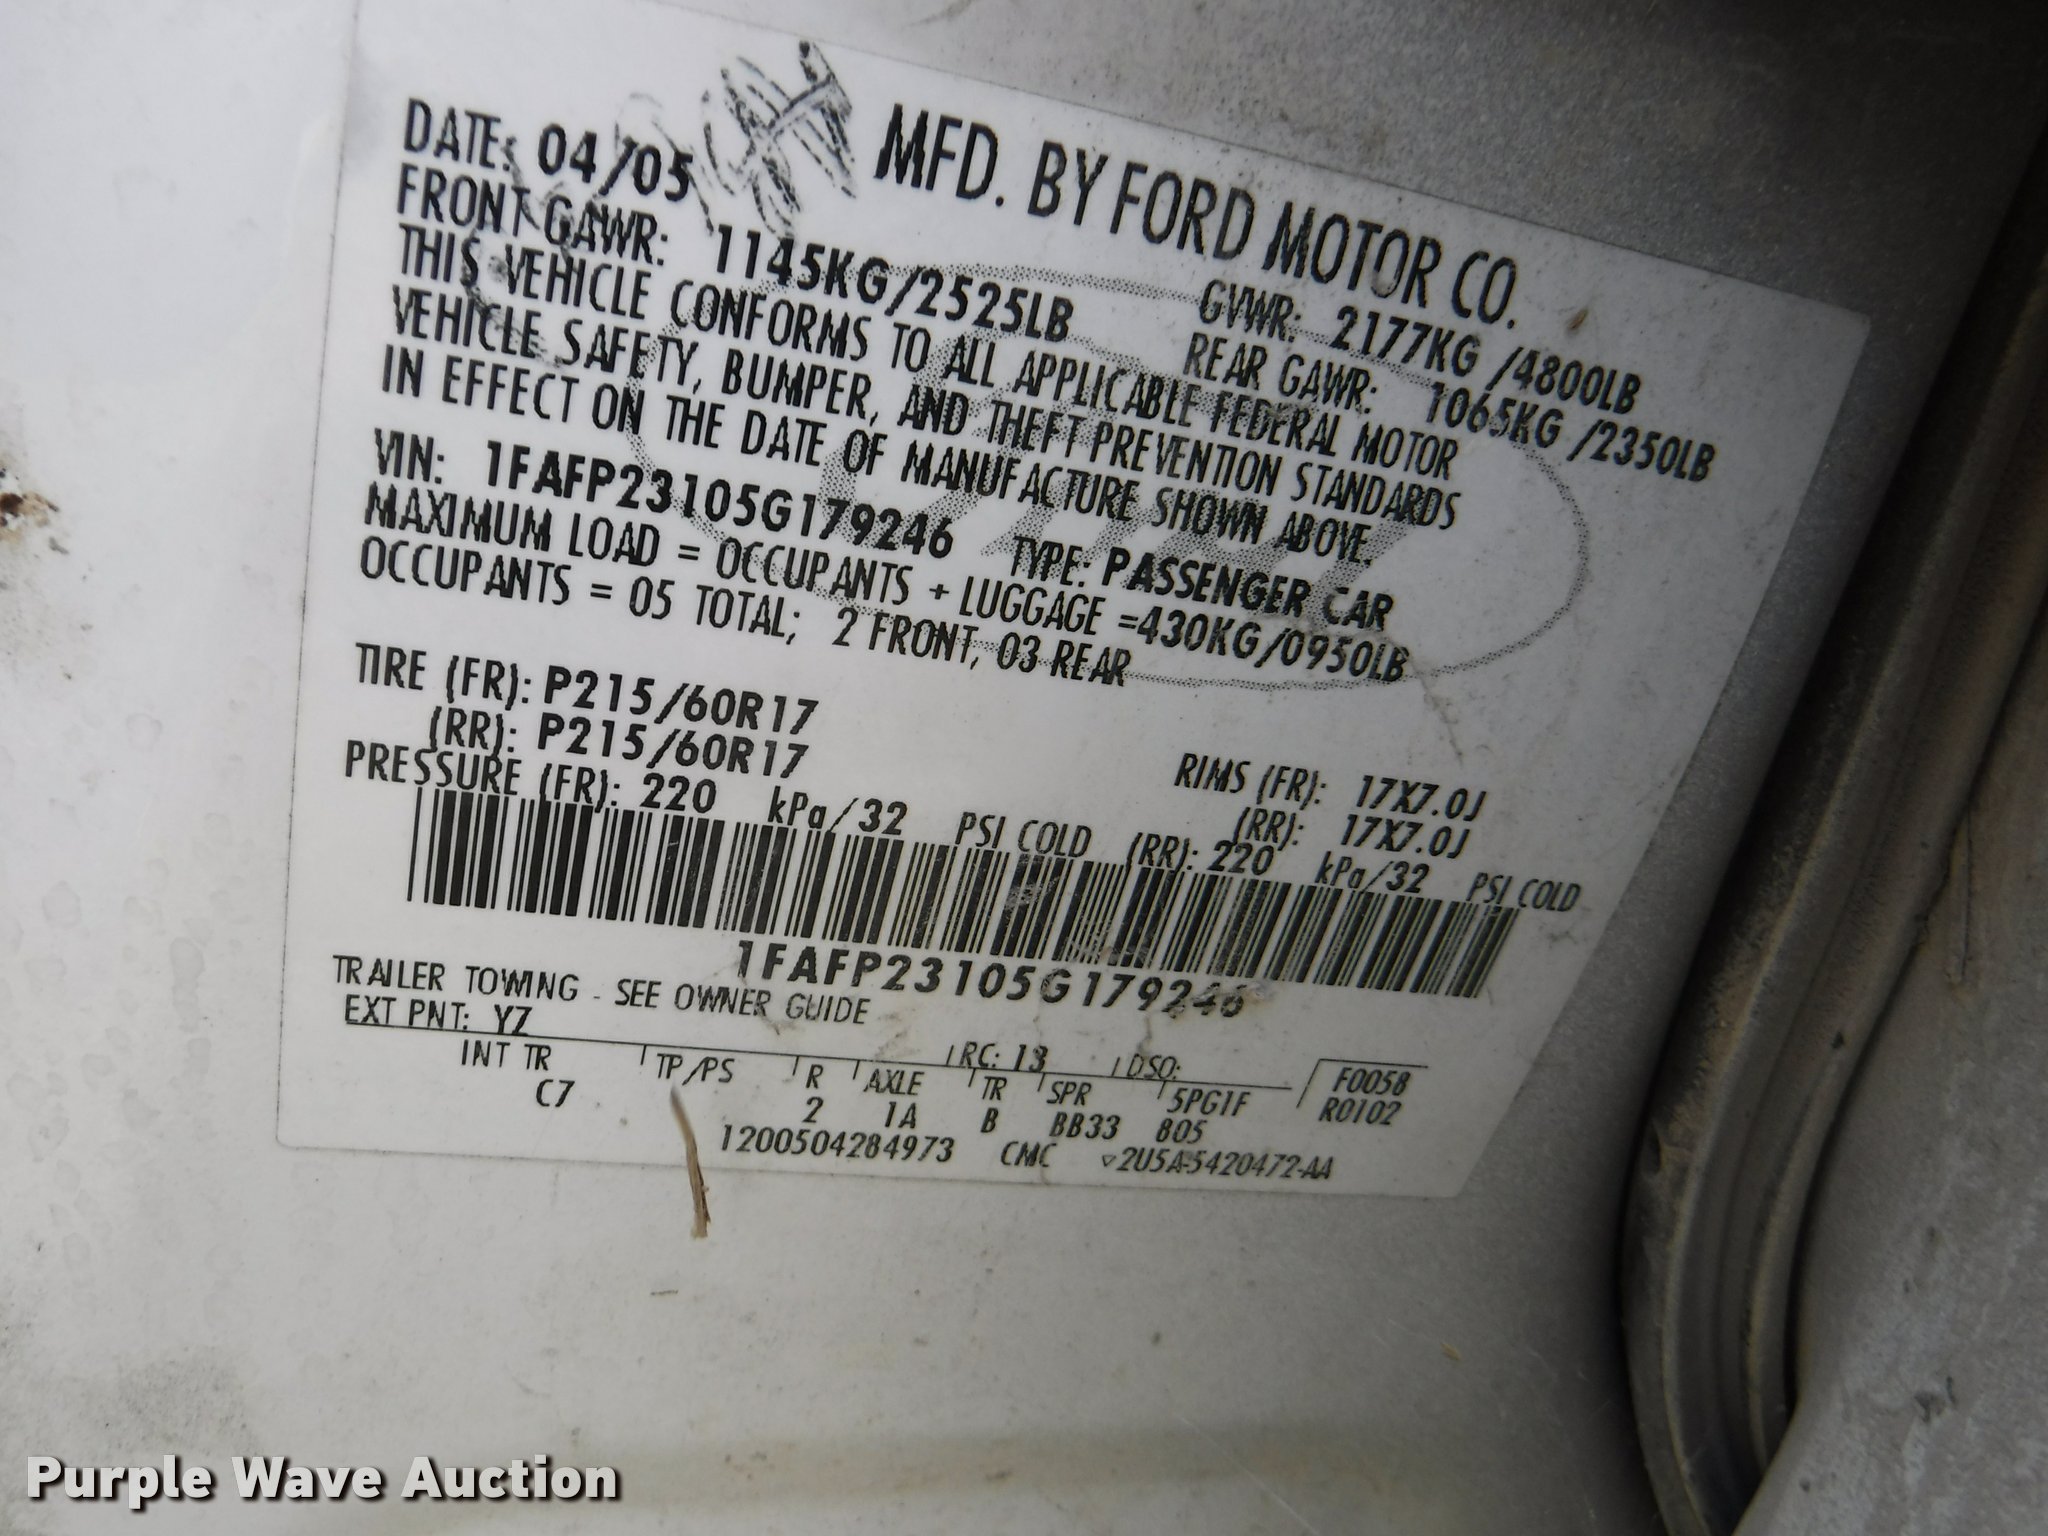 MFD. BY FORD MOTOR CO.
DATE: 04/05 GVWR: 2177KG /4800LB
FRONT GAWR: 1145KG/2525LB REAR GAWR: 1065KG /2350LB
THIS VEHICLE CONFORMS TO ALL APPLICABLE FEDERAL MOTOR
VEHICLE SAFETY, BUMPER, AND THEFT PREVENTION STANDARDS
IN EFFECT ON THE DATE OF MANUFACTURE SHOWN ABOVE.
VIN: 1FAFP23105G179246 TYPE: PASSENGER CAR
MAXIMUM LOAD = OCCUPANTS + LUGGAGE =430KG/0950LB
OCCUPANTS = 05 TOTAL; 2 FRONT, 03 REAR
TIRE (FR): P215/60R17 RIMS (FR): 17X7.0J
(RR): P215/60R17 (RR): 17X7.0J
PRESSURE (FR): 220 kPa/32 PSI COLD (RR): 220 kPa/32 PSI COLD
1FAFP23105G179246
TRAILER TOWING - SEE OWNER GUIDE
EXT PNT: YZ RC: 13 DSO: F0058
INT TR TP/PS R AXLE TR SPR 5PG1F R0102
C7 2 1A B BB33 805
1200504284973 CMC 2U5A-5420472-AA
Purple Wave Auction